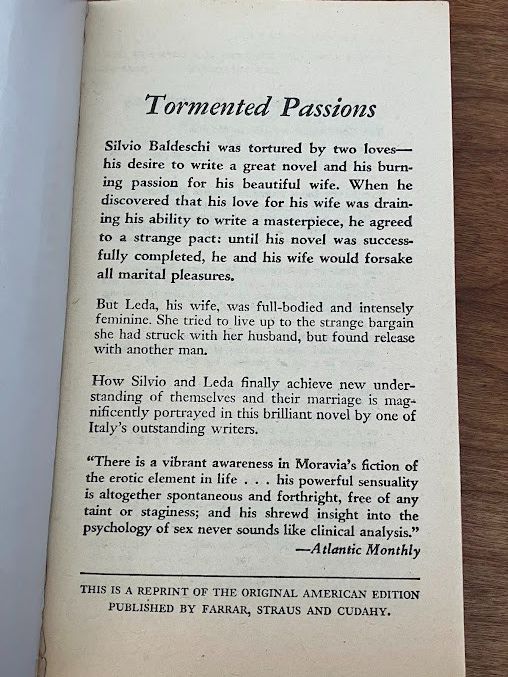 Tormented Passions
Silvio Baldeschi was tortured by two loves—
his desire to write a great novel and his burn-
ing passion for his beautiful wife. When he
discovered that his love for his wife was drain-
ing his ability to write a masterpiece, he agreed
to a strange pact: until his novel was success-
fully completed, he and his wife would forsake
all marital pleasures.
But Leda, his wife, was full-bodied and intensely
feminine. She tried to live up to the strange bargain
she had struck with her husband, but found release
with another man.
How Silvio and Leda finally achieve new under-
standing of themselves and their marriage is mag-
nificently portrayed in this brilliant novel by one of
Italy's outstanding writers.
"There is a vibrant awareness in Moravia's fiction of
the erotic element in life . . . his powerful sensuality
is altogether spontaneous and forthright, free of any
taint or staginess; and his shrewd insight into the
psychology of sex never sounds like clinical analysis."
—Atlantic Monthly
THIS IS A REPRINT OF THE ORIGINAL AMERICAN EDITION
PUBLISHED BY FARRAR, STRAUS AND CUDAHY.